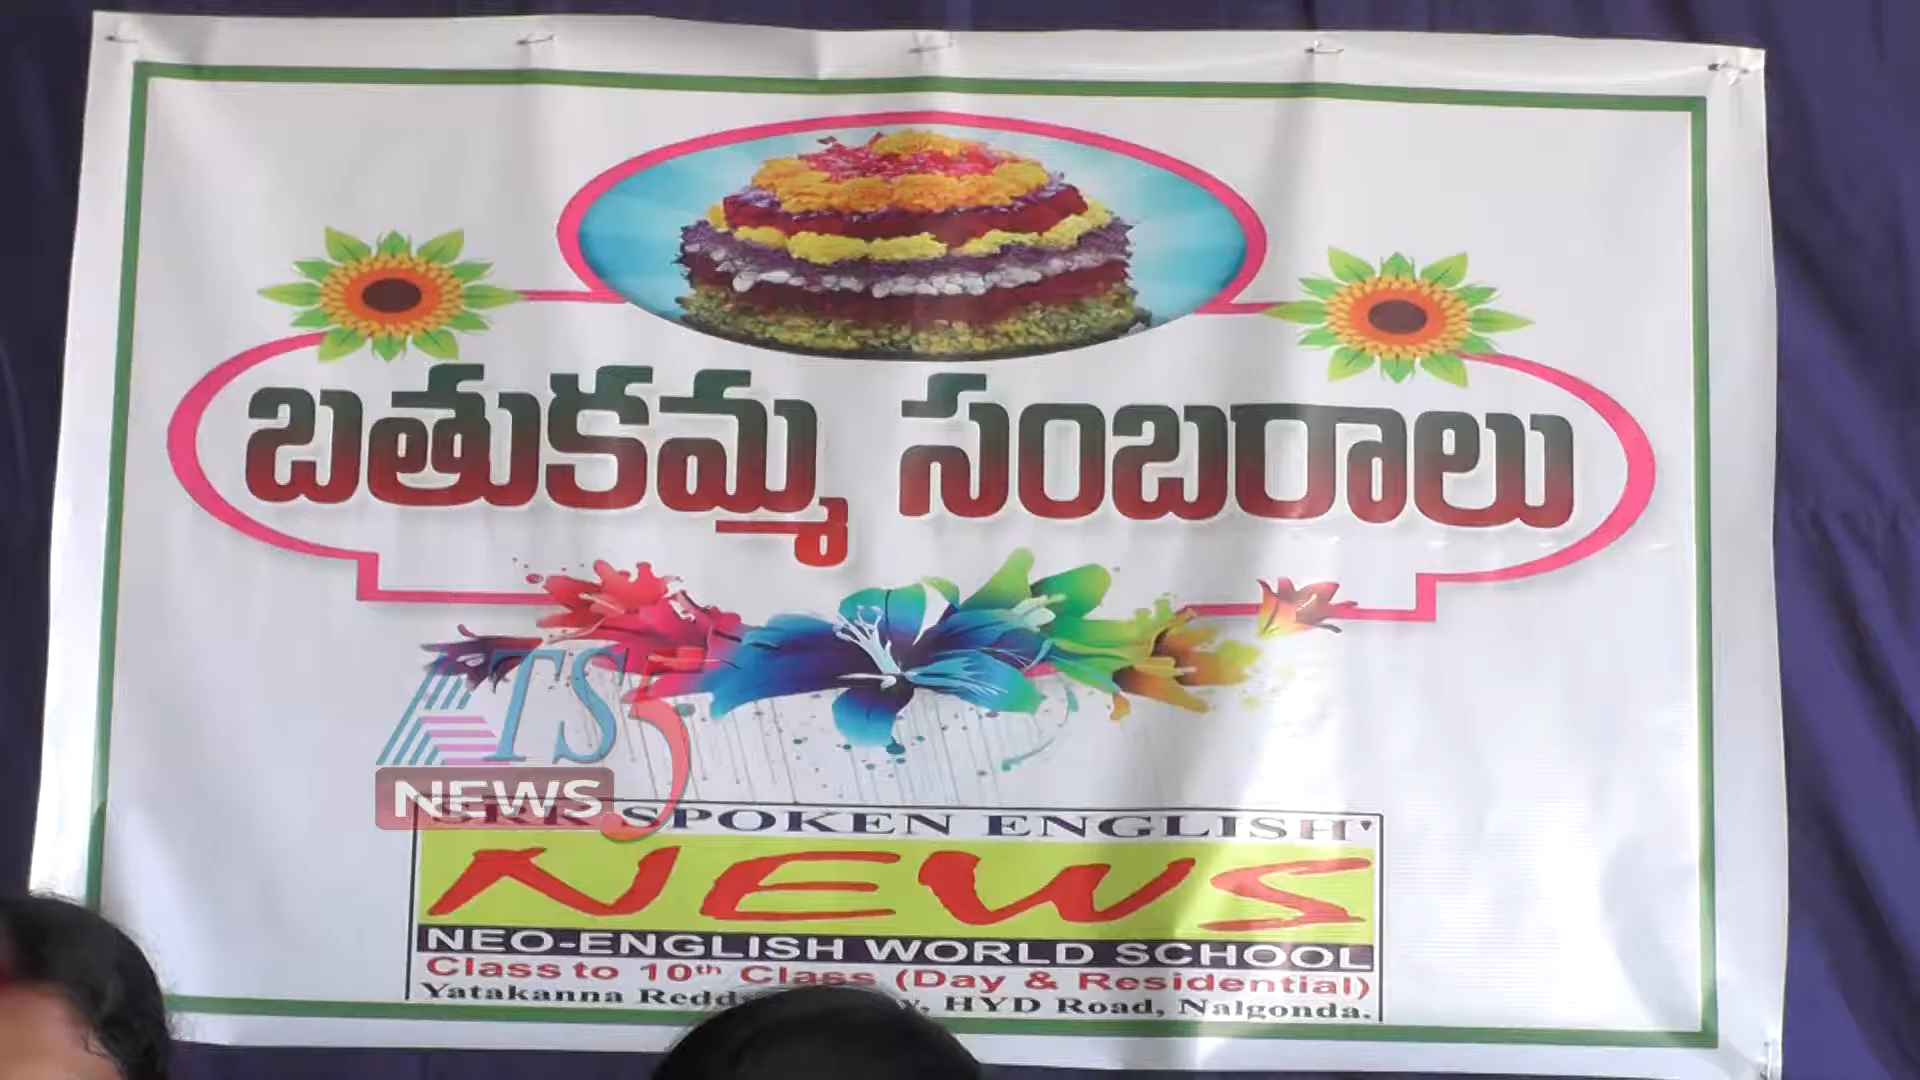 బతుకమ్మ సంబరాలు
TS5
NEWS
SPOKEN ENGLISH'
NEWS
NEO-ENGLISH WORLD SCHOOL
Class to 10th Class (Day & Residential)
Yatakanna HYD Road, Nalgonda.